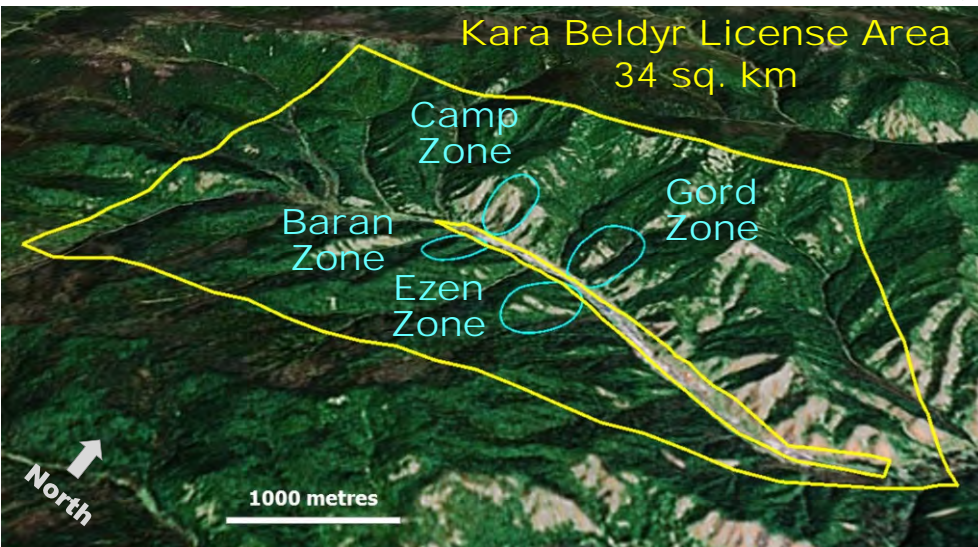 Kara Beldyr License Area
34 sq. km
Camp
Zone
Gord
Zone
Baran
Zone
Ezen
Zone
North
1000 metres